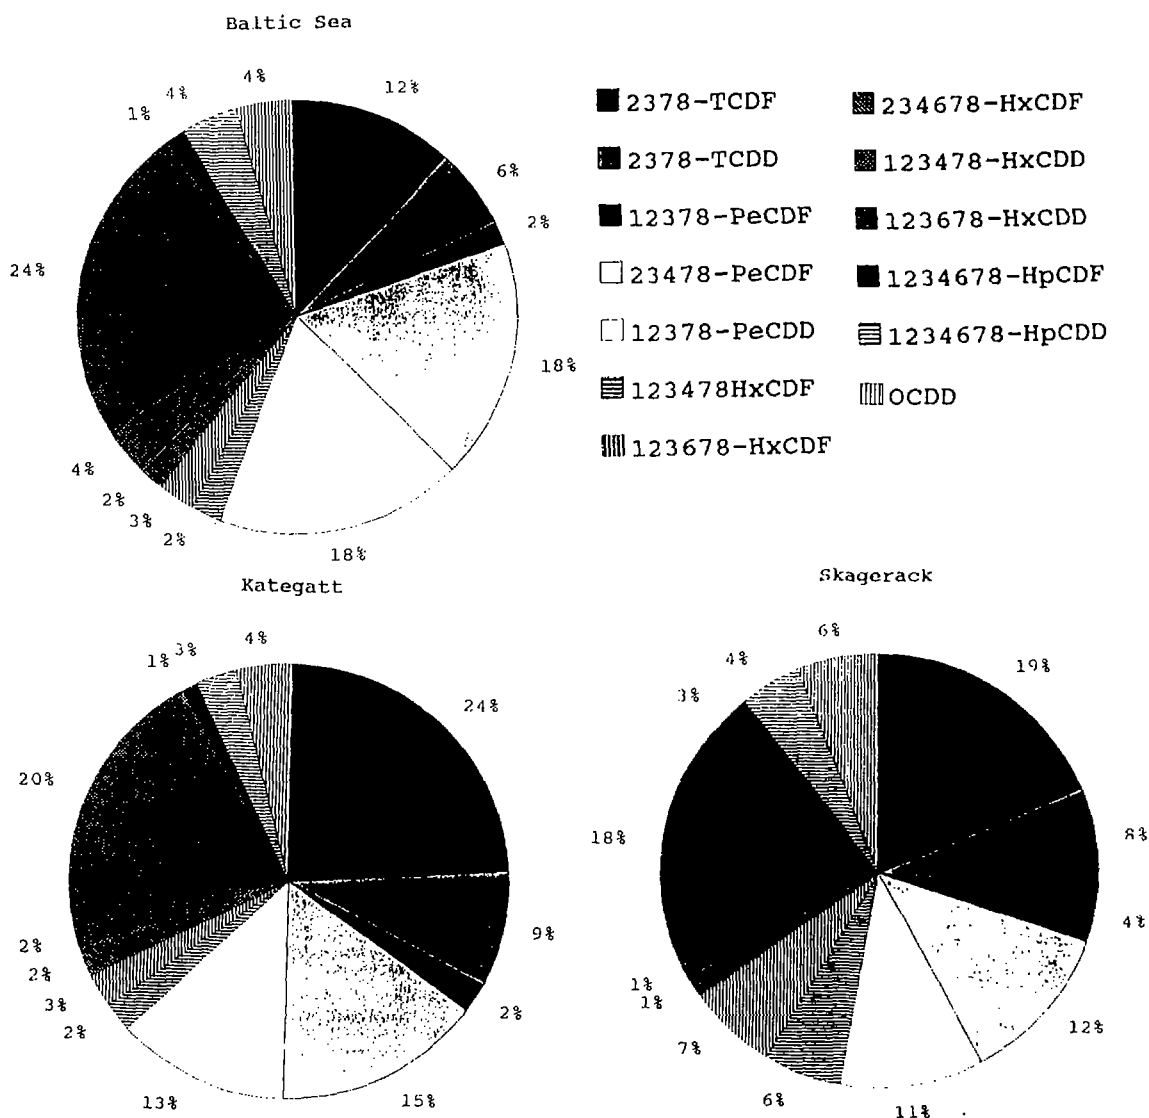 Baltic Sea
4%
4%
12%
1%
6%
2%
24%
18%
4%
2%
3%
2%
18%
2378-TCDF
234678-HxCDF
2378-TCDD
123478-HxCDD
12378-PeCDF
123678-HxCDD
23478-PeCDF
1234678-HpCDF
12378-PeCDD
1234678-HpCDD
123478HxCDF
OCDD
123678-HxCDF
Kategatt
4%
3%
1%
24%
20%
9%
2%
2%
2%
3%
2%
13%
15%
Skagerack
6%
4%
19%
3%
18%
8%
4%
1%
1%
7%
12%
6%
11%